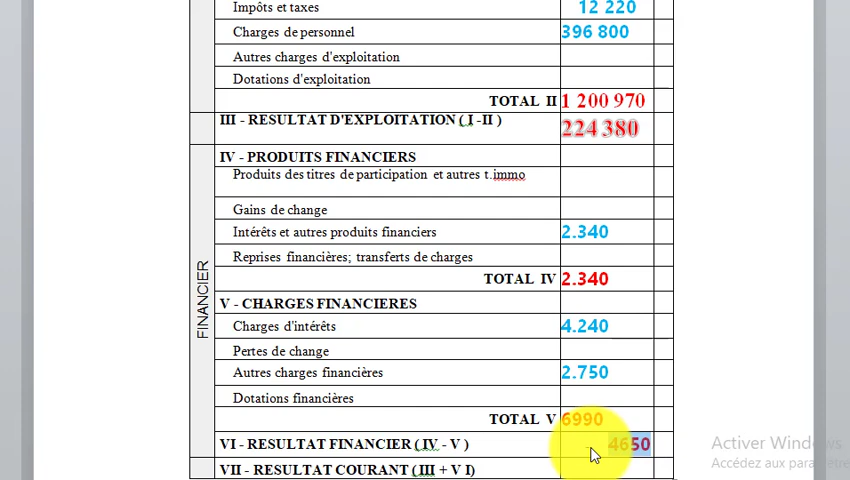 Impôts et taxes 12 220
Charges de personnel 396 800
Autres charges d'exploitation
Dotations d'exploitation
TOTAL II 1 200 970
III - RESULTAT D'EXPLOITATION ( I -II ) 224 380
IV - PRODUITS FINANCIERS
Produits des titres de participation et autres t.immo
Gains de change
Intérêts et autres produits financiers 2.340
Reprises financières; transferts de charges
TOTAL IV 2.340
V - CHARGES FINANCIERES
Charges d'intérêts 4.240
Pertes de change
Autres charges financières 2.750
Dotations financières
TOTAL V 6990
VI - RESULTAT FINANCIER ( IV - V ) - 4650
VII - RESULTAT COURANT ( III + V I)
FINANCIER
Activer Windows
Accédez aux paramètre